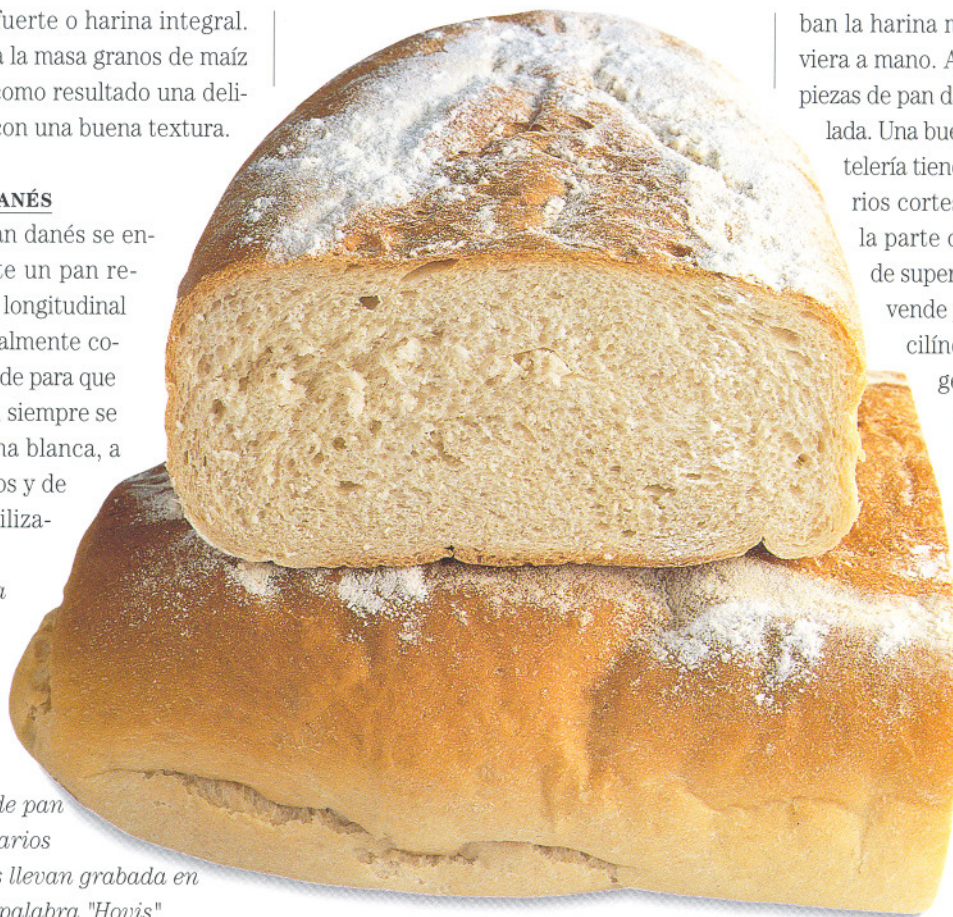 fuerte o harina integral.
a la masa granos de maíz
como resultado una deli-
con una buena textura.
ANÉS
an danés se en-
te un pan re-
longitudinal
almente co-
de para que
siempre se
na blanca, a
os y de
iliza-
a
de pan
arios
s llevan grabada en
palabra "Hovis"
ban la harina
viera a mano. A
piezas de pan d
lada. Una bue
telería tien
rios cortes
la parte
de super
vende
cilín
ge